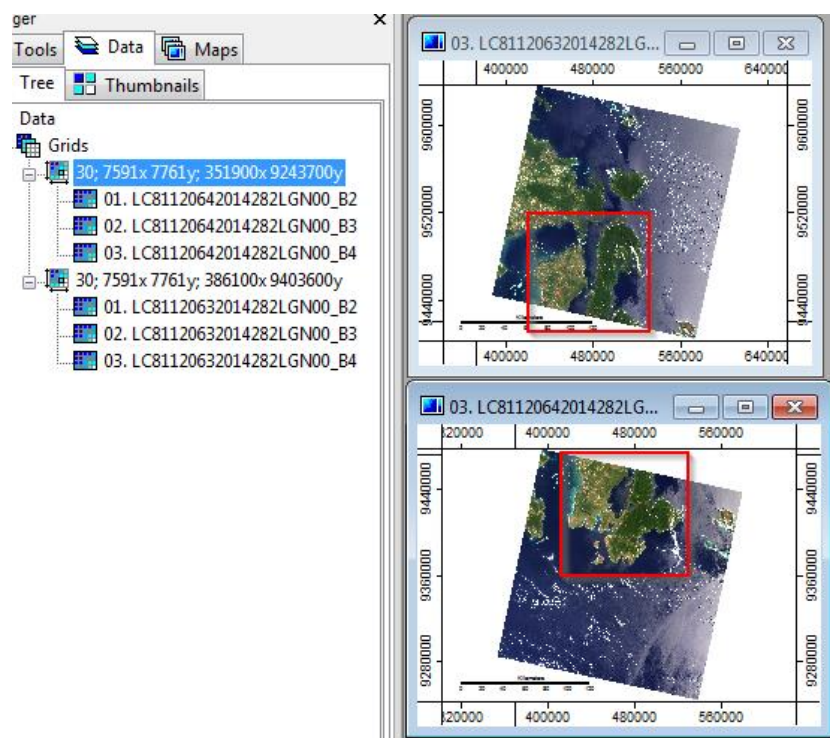 ger
Tools Data Maps
Tree Thumbnails
Data
Grids
30; 7591x 7761y; 351900x 9243700y
01. LC81120642014282LGN00_B2
02. LC81120642014282LGN00_B3
03. LC81120642014282LGN00_B4
30; 7591x 7761y; 386100x 9403600y
01. LC81120632014282LGN00_B2
02. LC81120632014282LGN00_B3
03. LC81120632014282LGN00_B4
03. LC81120632014282LG...
400000 480000 560000 640000
9600000 9600000
9520000 9520000
9440000 9440000
Kilometers
400000 480000 560000 640000
03. LC81120642014282LG...
320000 400000 480000 560000
9440000 9440000
9360000 9360000
9280000 9280000
Kilometers
320000 400000 480000 560000